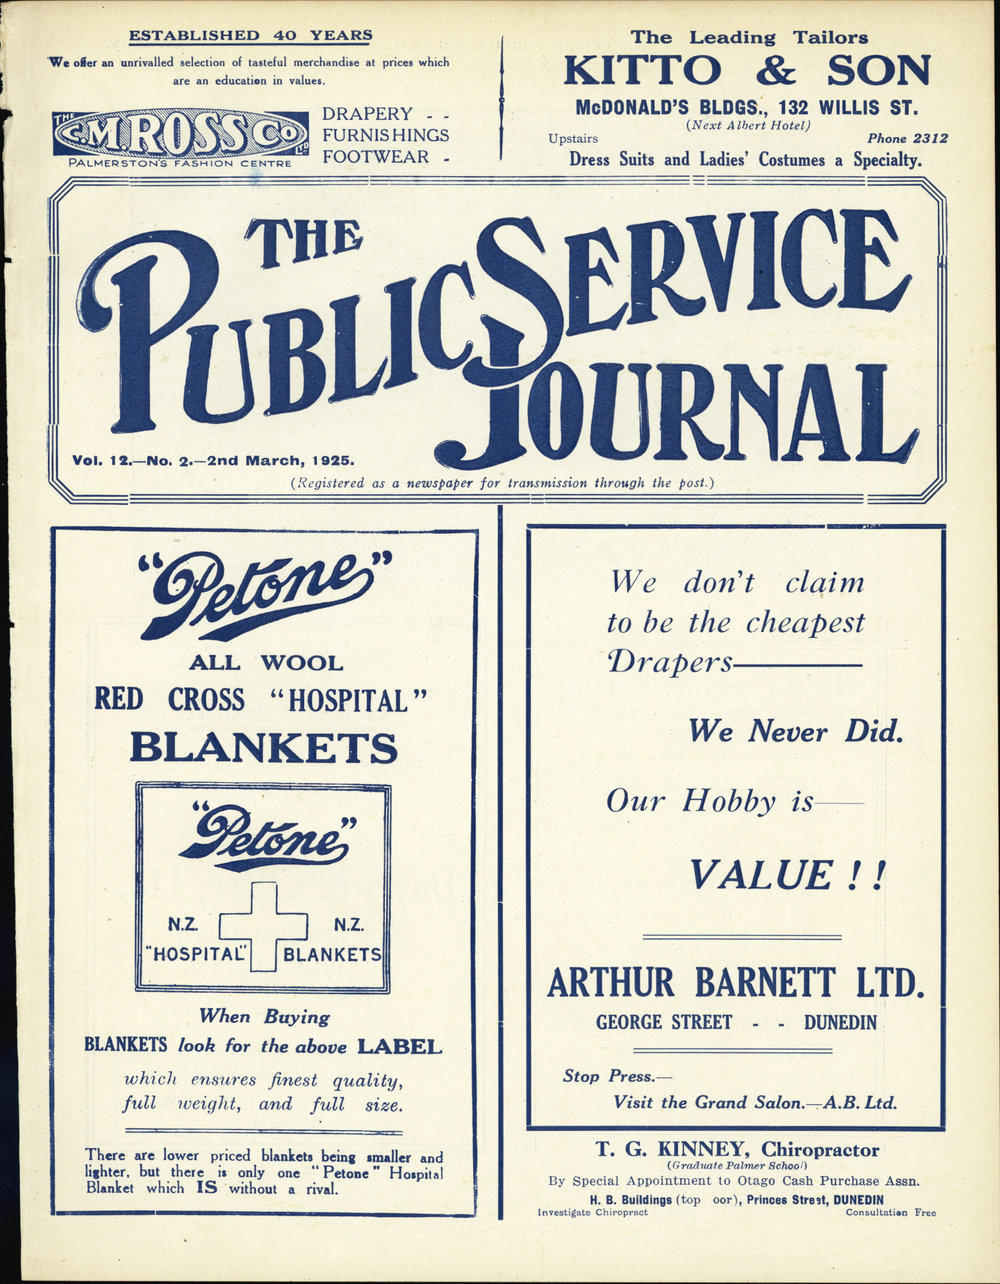 ESTABLISHED 40 YEARS
We offer an unrivalled selection of tasteful merchandise at prices which
are an education in values.
THE C.M. ROSS Co LTD
PALMERSTON'S FASHION CENTRE
DRAPERY - -
FURNISHINGS
FOOTWEAR -
The Leading Tailors
KITTO & SON
McDONALD'S BLDGS., 132 WILLIS ST.
(Next Albert Hotel)
Upstairs Phone 2312
Dress Suits and Ladies' Costumes a Specialty.
THE
PUBLIC SERVICE
JOURNAL
Vol. 12.—No. 2.—2nd March, 1925.
(Registered as a newspaper for transmission through the post.)
"Petone"
ALL WOOL
RED CROSS "HOSPITAL"
BLANKETS
"Petone"
N.Z. N.Z.
"HOSPITAL" BLANKETS
When Buying
BLANKETS look for the above LABEL
which ensures finest quality,
full weight, and full size.
There are lower priced blankets being smaller and
lighter, but there is only one "Petone" Hospital
Blanket which IS without a rival.
We don't claim
to be the cheapest
Drapers—
We Never Did.
Our Hobby is—
VALUE ! !
ARTHUR BARNETT LTD.
GEORGE STREET - - DUNEDIN
Stop Press.—
Visit the Grand Salon.—A.B. Ltd.
T. G. KINNEY, Chiropractor
(Graduate Palmer School)
By Special Appointment to Otago Cash Purchase Assn.
H. B. Buildings (top oor), Princes Street, DUNEDIN
Investigate Chiropract Consultation Free